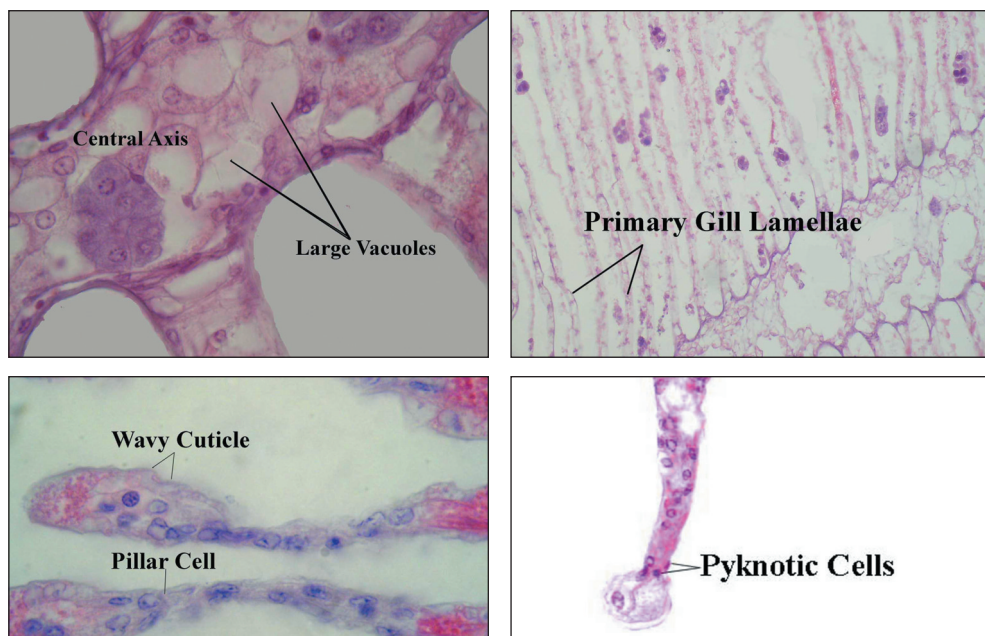 Central Axis
Large Vacuoles
Primary Gill Lamellae
Wavy Cuticle
Pillar Cell
Pyknotic Cells